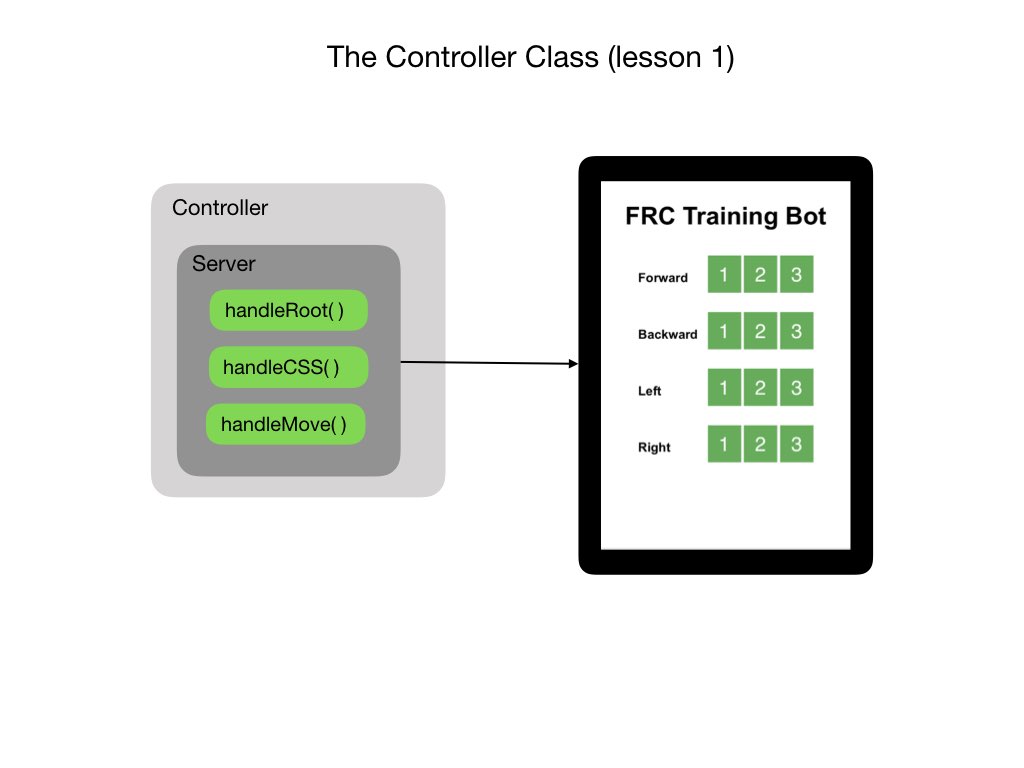 The Controller Class (lesson 1)
Controller
Server
handleRoot( )
handleCSS( )
handleMove( )
FRC Training Bot
Forward 1 2 3
Backward 1 2 3
Left 1 2 3
Right 1 2 3